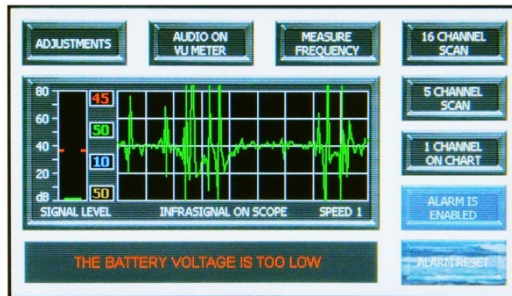 ADJUSTMENTS
AUDIO ON
VU METER
MEASURE
FREQUENCY
16 CHANNEL
SCAN
80
60
40
20
dB
45
50
10
50
SIGNAL LEVEL
INFRASIGNAL ON SCOPE
SPEED 1
5 CHANNEL
SCAN
1 CHANNEL
ON CHART
ALARM IS
ENABLED
THE BATTERY VOLTAGE IS TOO LOW
ALARM RESET